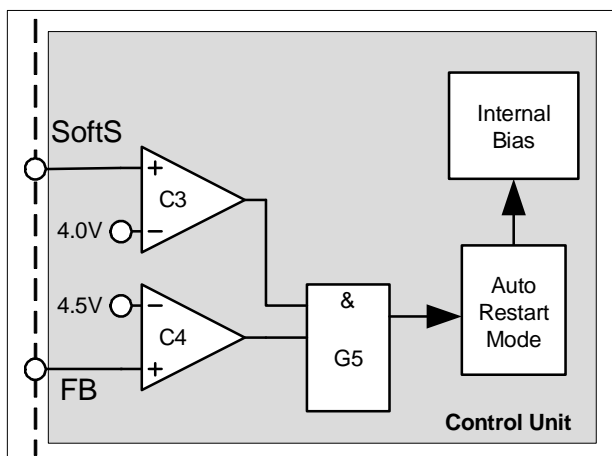 SoftS
+
C3
4.0V
−
4.5V
−
C4
+
FB
&
G5
Internal
Bias
Auto
Restart
Mode
Control Unit